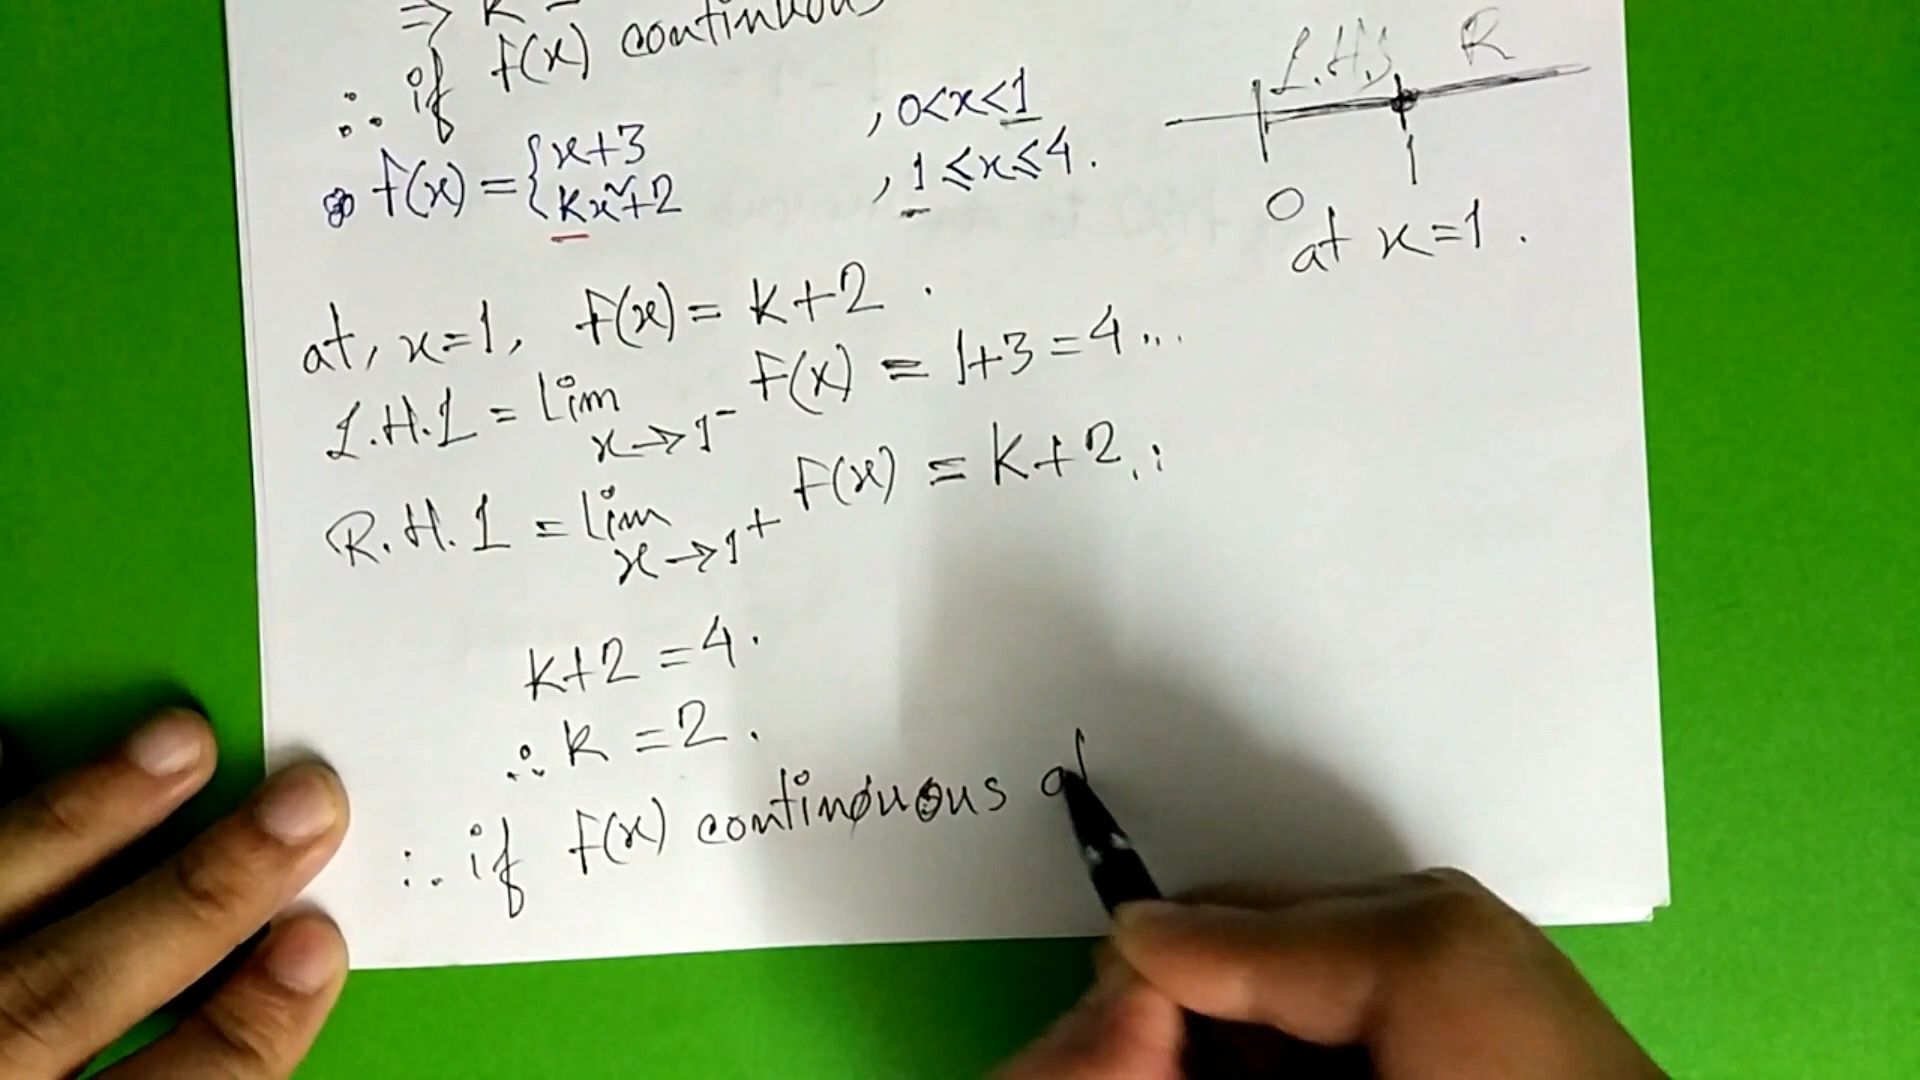 ⇒ k =
∴ if f(x) continuous
L.H.S R
f(x) = { x+3 , 0<x<1
kx²+2 , 1≤x≤4.
0 1
at x=1.
at, x=1, f(x) = k+2.
L.H.L = lim x→1⁻ f(x) = 1+3 = 4...
R.H.L = lim x→1⁺ f(x) = k+2..:
k+2 = 4.
∴ k = 2.
∴ if f(x) continuous at